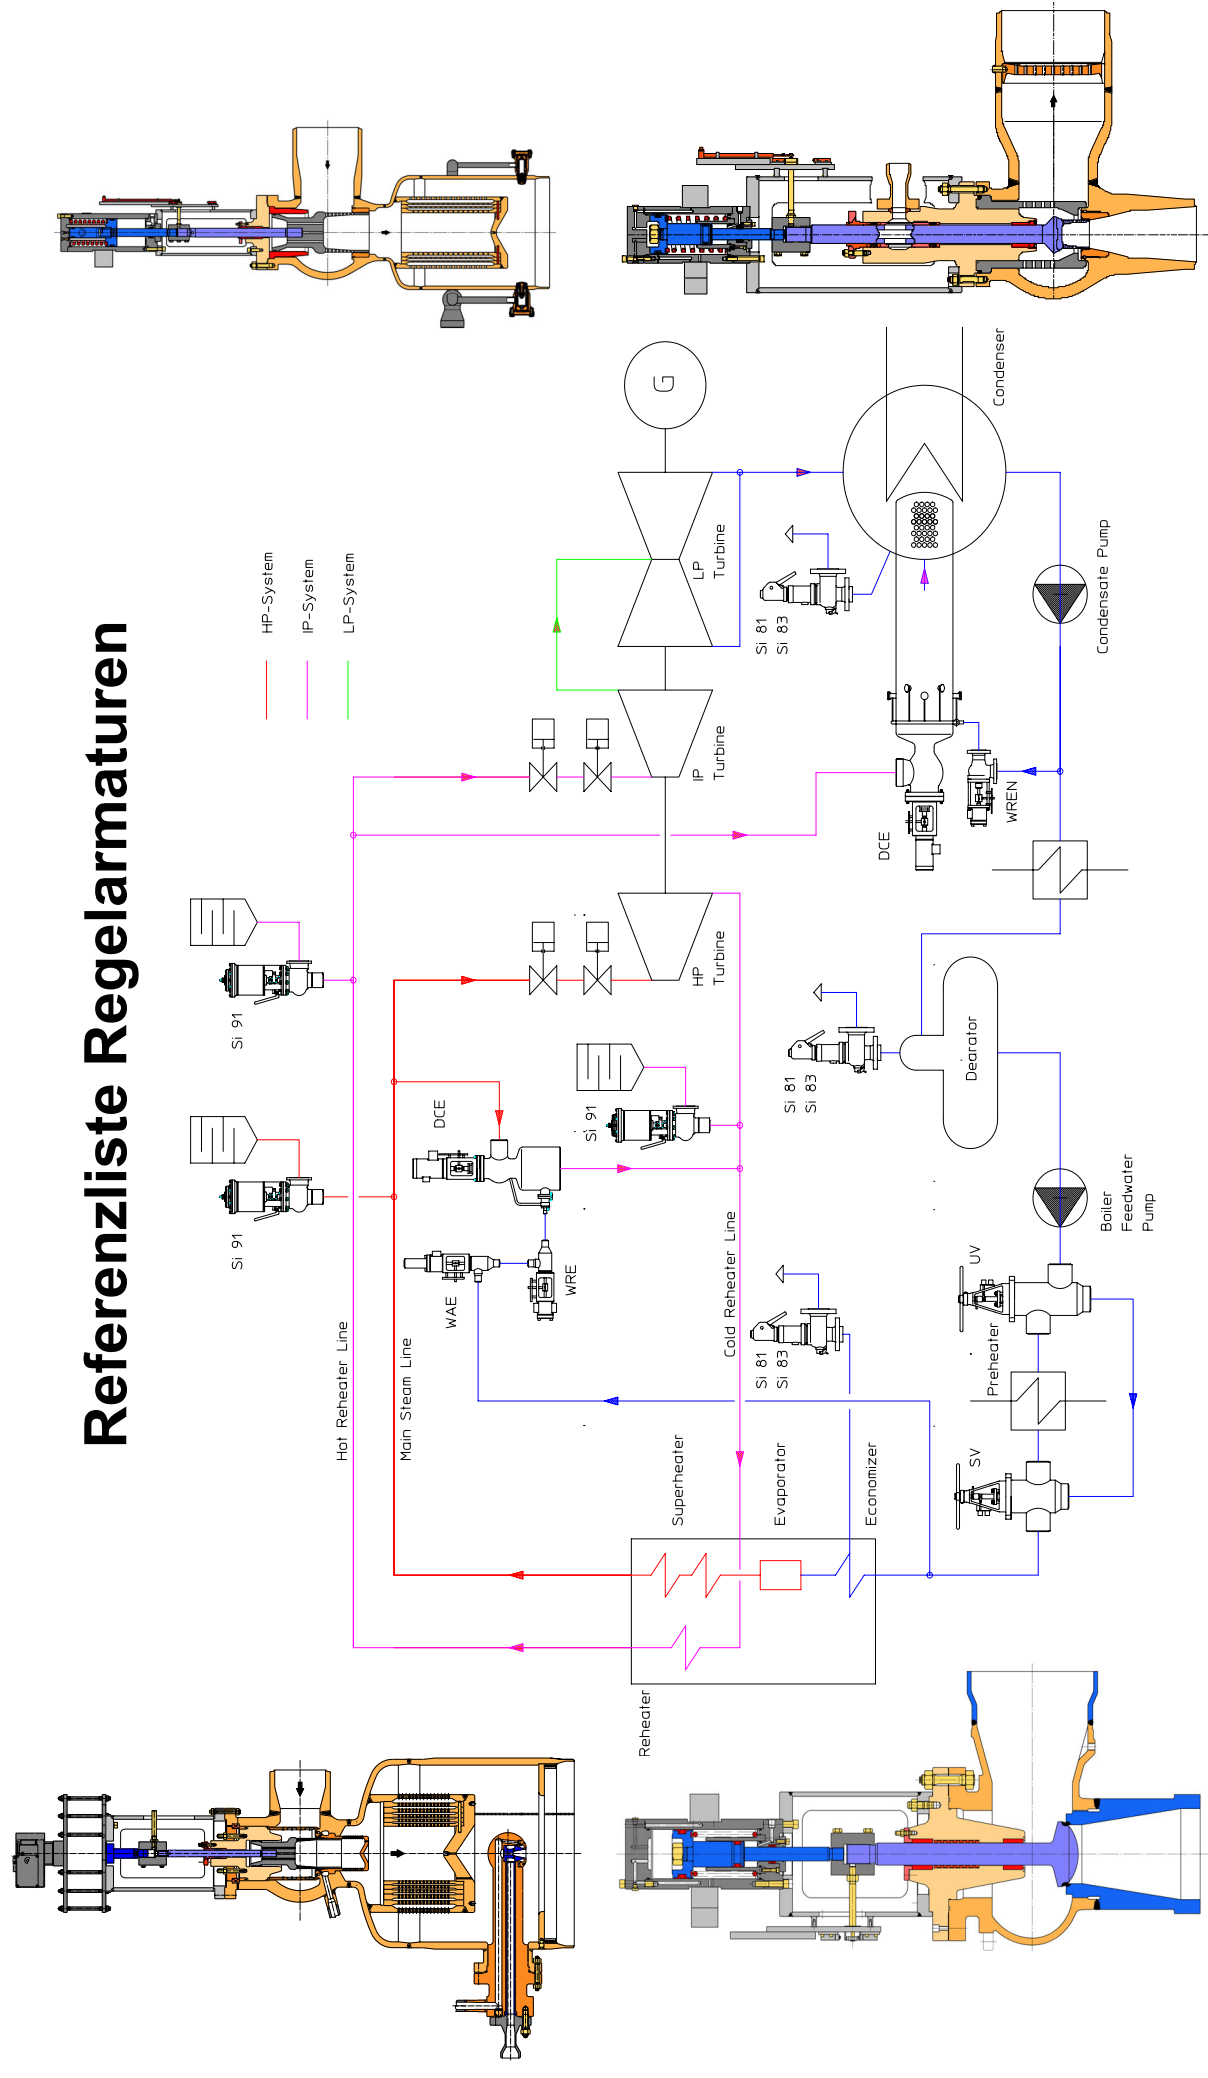 Referenzliste Regelarmaturen
HP-System
IP-System
LP-System
Si 91
Si 91
Hot Reheater Line
Main Steam Line
WAE
DCE
WRE
Si 91
Cold Reheater Line
HP
Turbine
IP
Turbine
LP
Turbine
G
Si 81
Si 83
Condenser
DCE
WREN
Condensate Pump
Si 81
Si 83
Dearator
Si 81
Si 83
Boiler
Feedwater
Pump
UV
Preheater
SV
Superheater
Evaporator
Economizer
Reheater